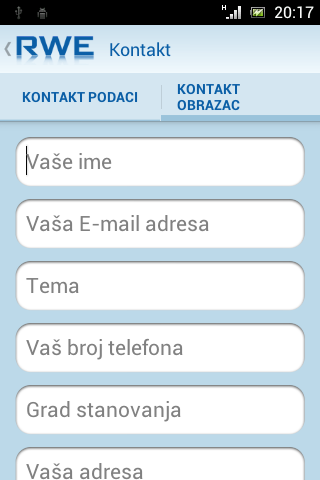 H 20:17
RWE Kontakt
KONTAKT PODACI
KONTAKT
OBRAZAC
Vaše ime
Vaša E-mail adresa
Tema
Vaš broj telefona
Grad stanovanja
Vaša adresa